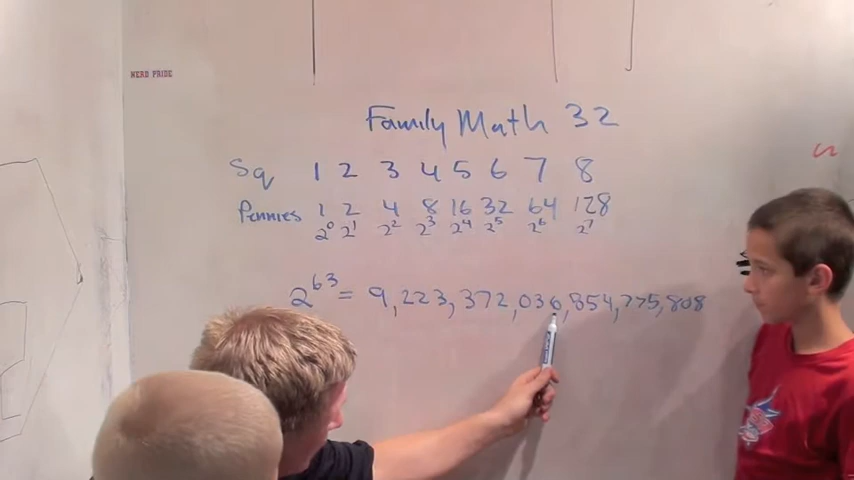 NERD PRIDE
Family Math 32
Sq 1 2 3 4 5 6 7 8
Pennies 1 2 4 8 16 32 64 128
2⁰ 2¹ 2² 2³ 2⁴ 2⁵ 2⁶ 2⁷
2⁶³ = 9,223,372,036,854,775,808